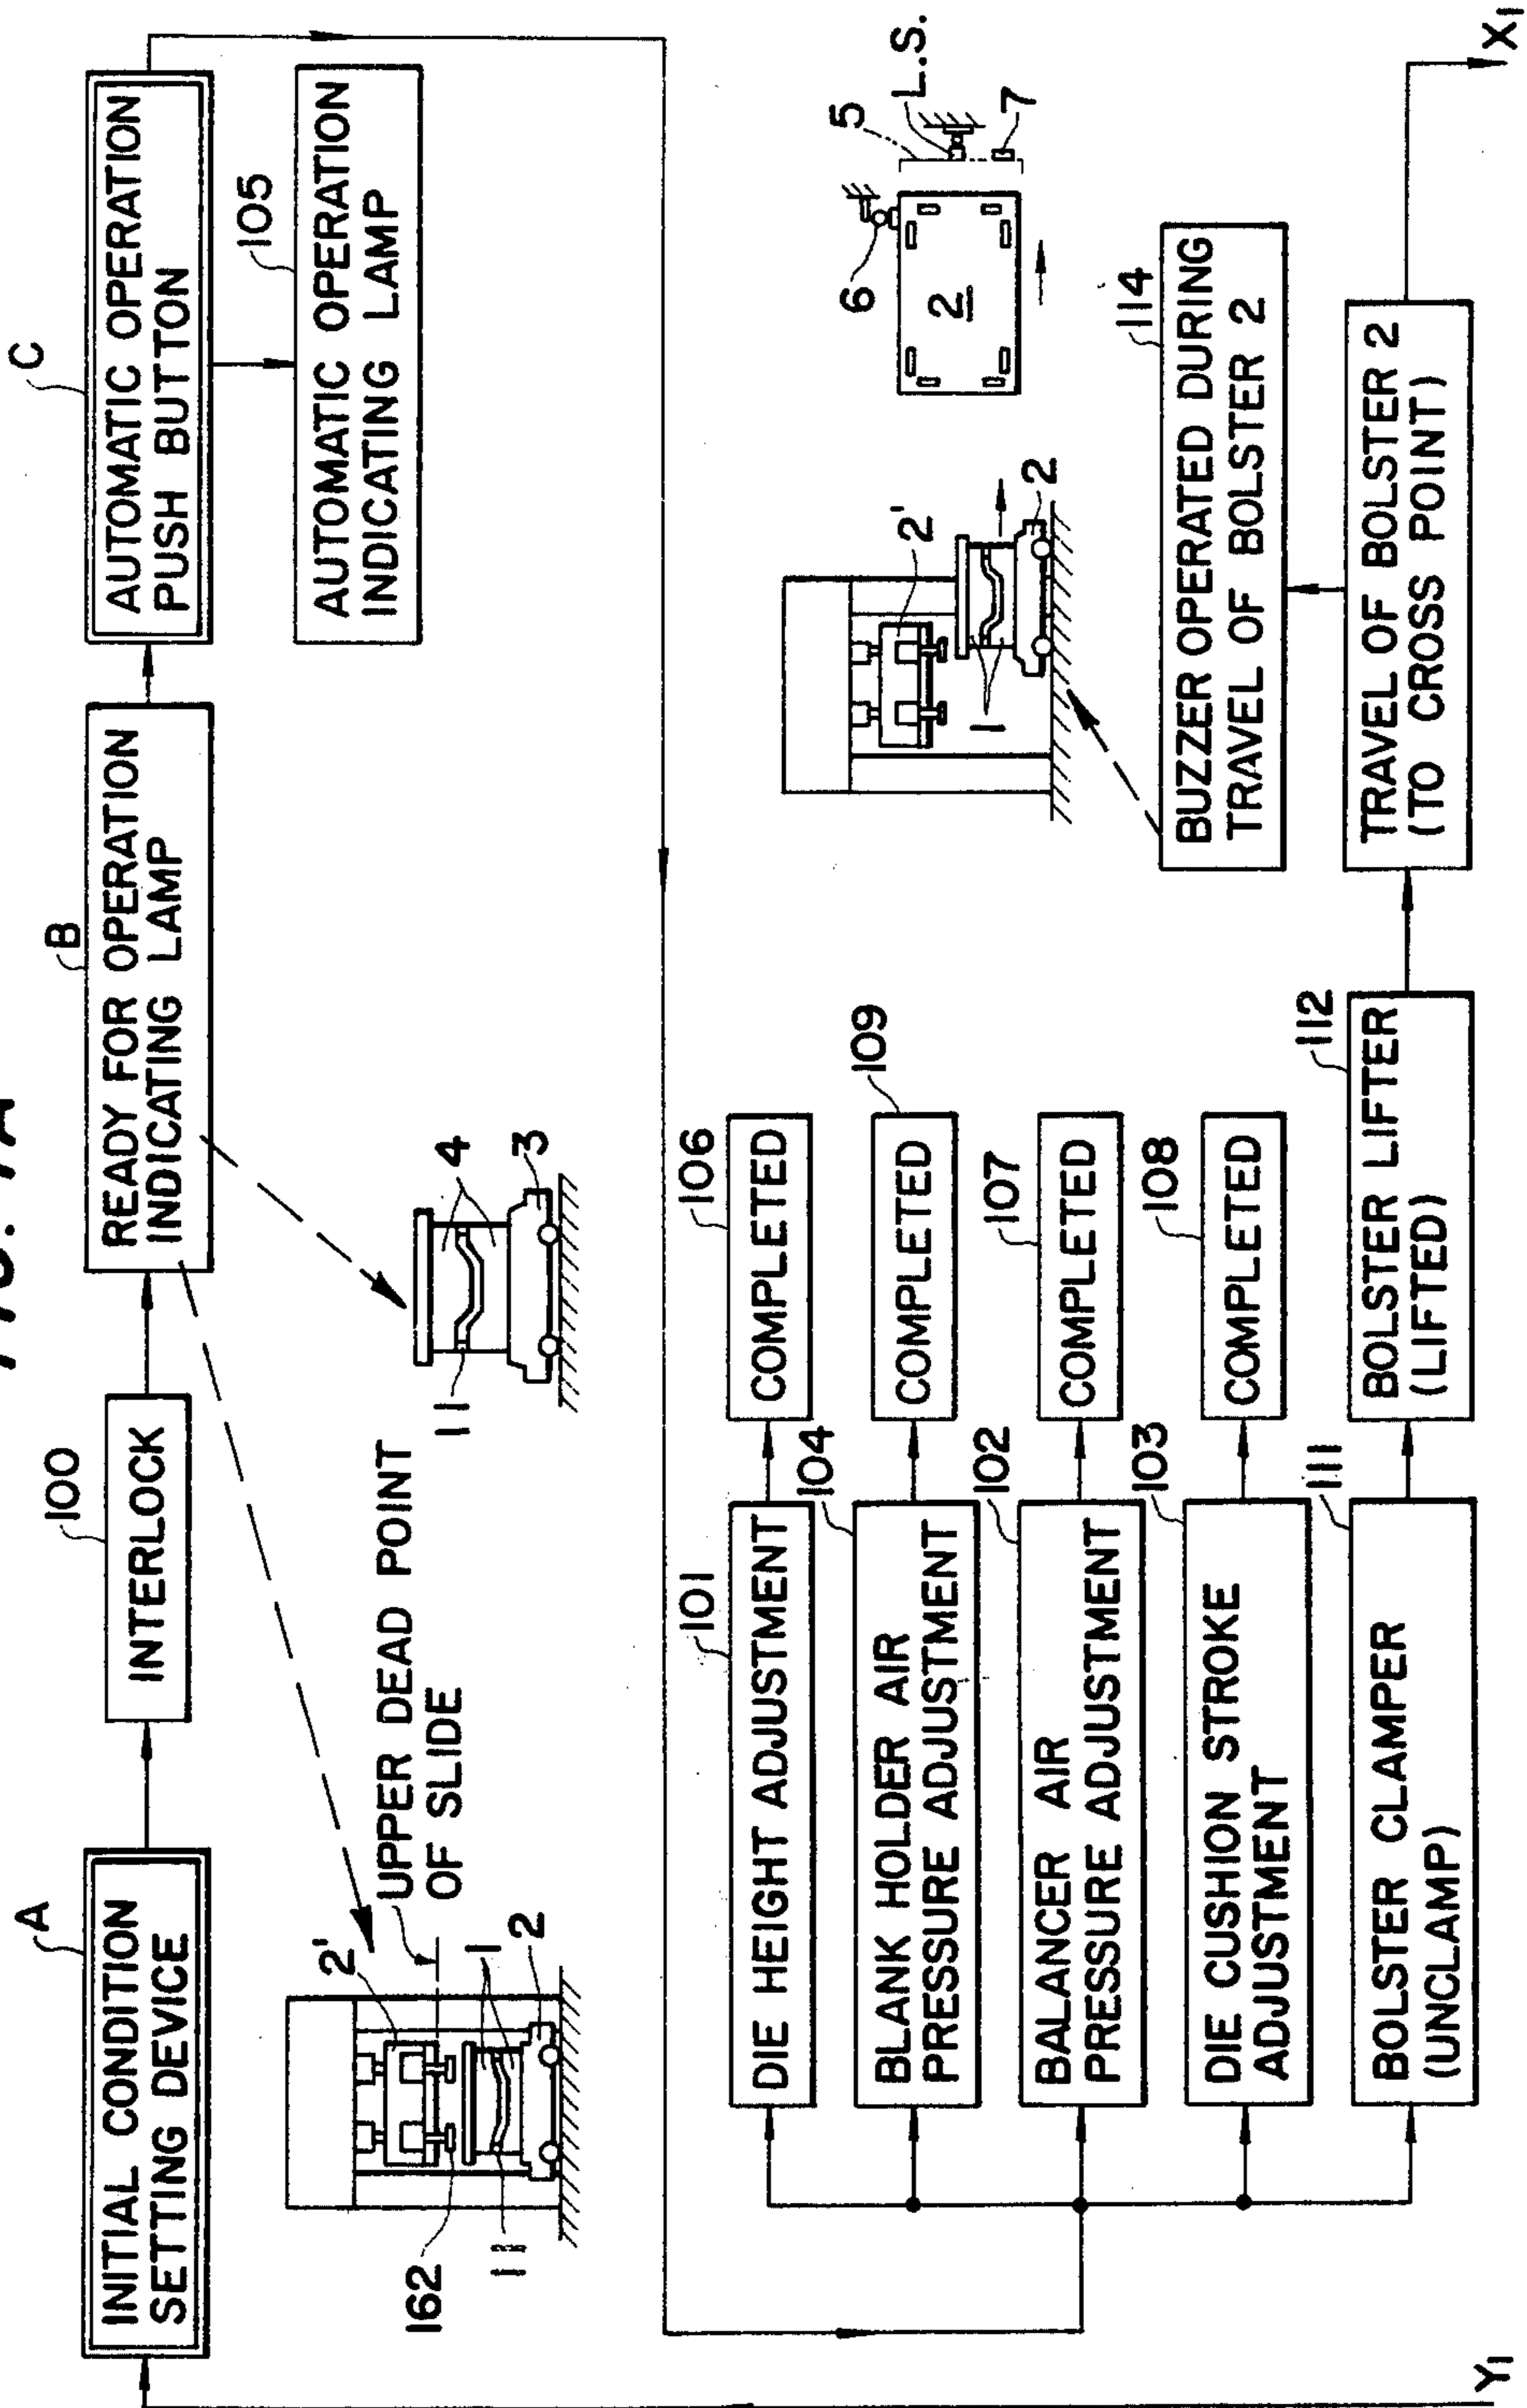 A
INITIAL CONDITION
SETTING DEVICE
100
INTERLOCK
B
READY FOR OPERATION
INDICATING LAMP
C
AUTOMATIC OPERATION
PUSH BUTTON
105
AUTOMATIC OPERATION
INDICATING LAMP
UPPER DEAD POINT
OF SLIDE
2'
1
2
162
11
4
3
11
101
DIE HEIGHT ADJUSTMENT
106
COMPLETED
104
BLANK HOLDER AIR
PRESSURE ADJUSTMENT
109
COMPLETED
102
BALANCER AIR
PRESSURE ADJUSTMENT
107
COMPLETED
103
DIE CUSHION STROKE
ADJUSTMENT
108
COMPLETED
111
BOLSTER CLAMPER
(UNCLAMP)
112
BOLSTER LIFTER
(LIFTED)
2'
1
2
6
5
L.S.
7
2
114
BUZZER OPERATED DURING
TRAVEL OF BOLSTER 2
TRAVEL OF BOLSTER 2
(TO CROSS POINT)
X1
Y1